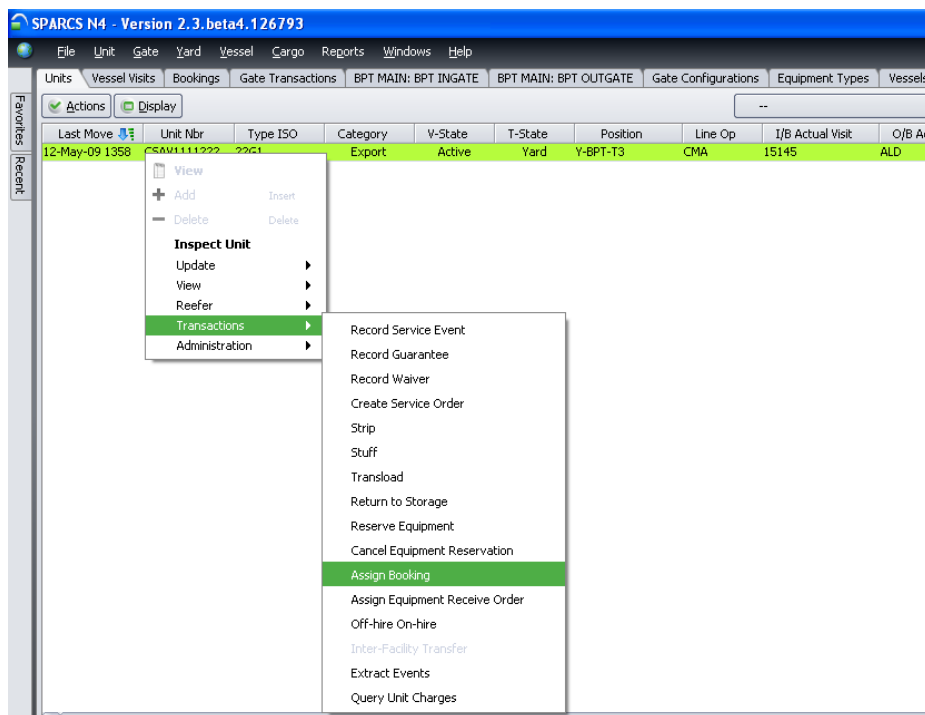 SPARCS N4 - Version 2.3.beta4.126793
File Unit Gate Yard Vessel Cargo Reports Windows Help
Units Vessel Visits Bookings Gate Transactions BPT MAIN: BPT INGATE BPT MAIN: BPT OUTGATE Gate Configurations Equipment Types Vessels
Favorites
Recent
Actions Display --
Last Move Unit Nbr Type ISO Category V-State T-State Position Line Op I/B Actual Visit O/B A
12-May-09 1358 CSAV1111222 22G1 Export Active Yard Y-BPT-T3 CMA 15145 ALD
View
Add Insert
Delete Delete
Inspect Unit
Update
View
Reefer
Transactions
Administration
Record Service Event
Record Guarantee
Record Waiver
Create Service Order
Strip
Stuff
Transload
Return to Storage
Reserve Equipment
Cancel Equipment Reservation
Assign Booking
Assign Equipment Receive Order
Off-hire On-hire
Inter-Facility Transfer
Extract Events
Query Unit Charges